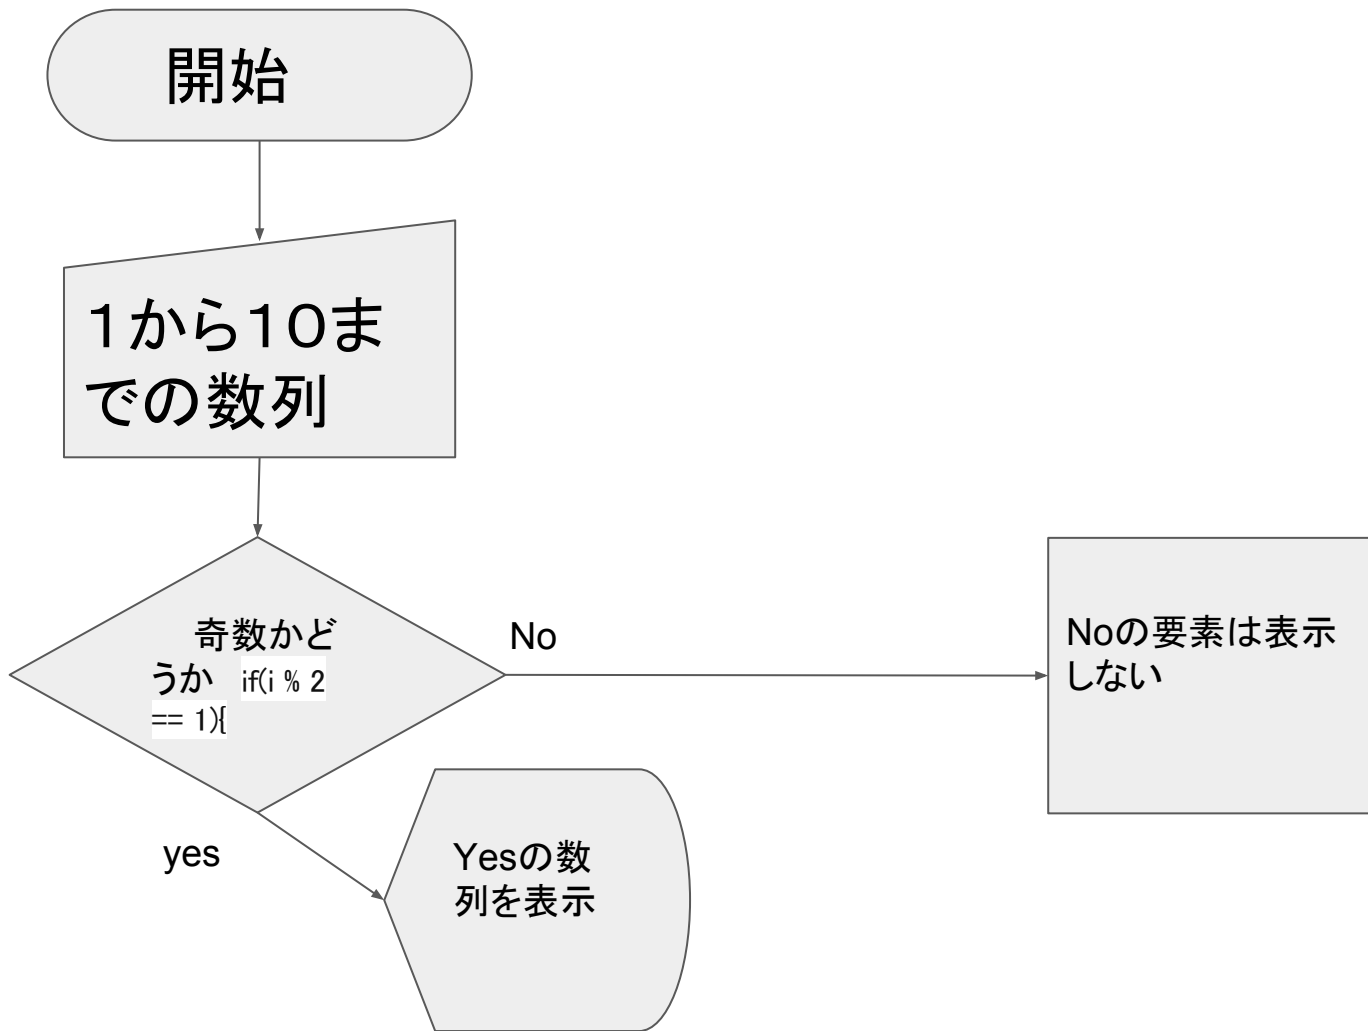 開始
１から１０ま
での数列
奇数かど
うか if(i % 2
== 1){
No
Noの要素は表示
しない
yes
Yesの数
列を表示